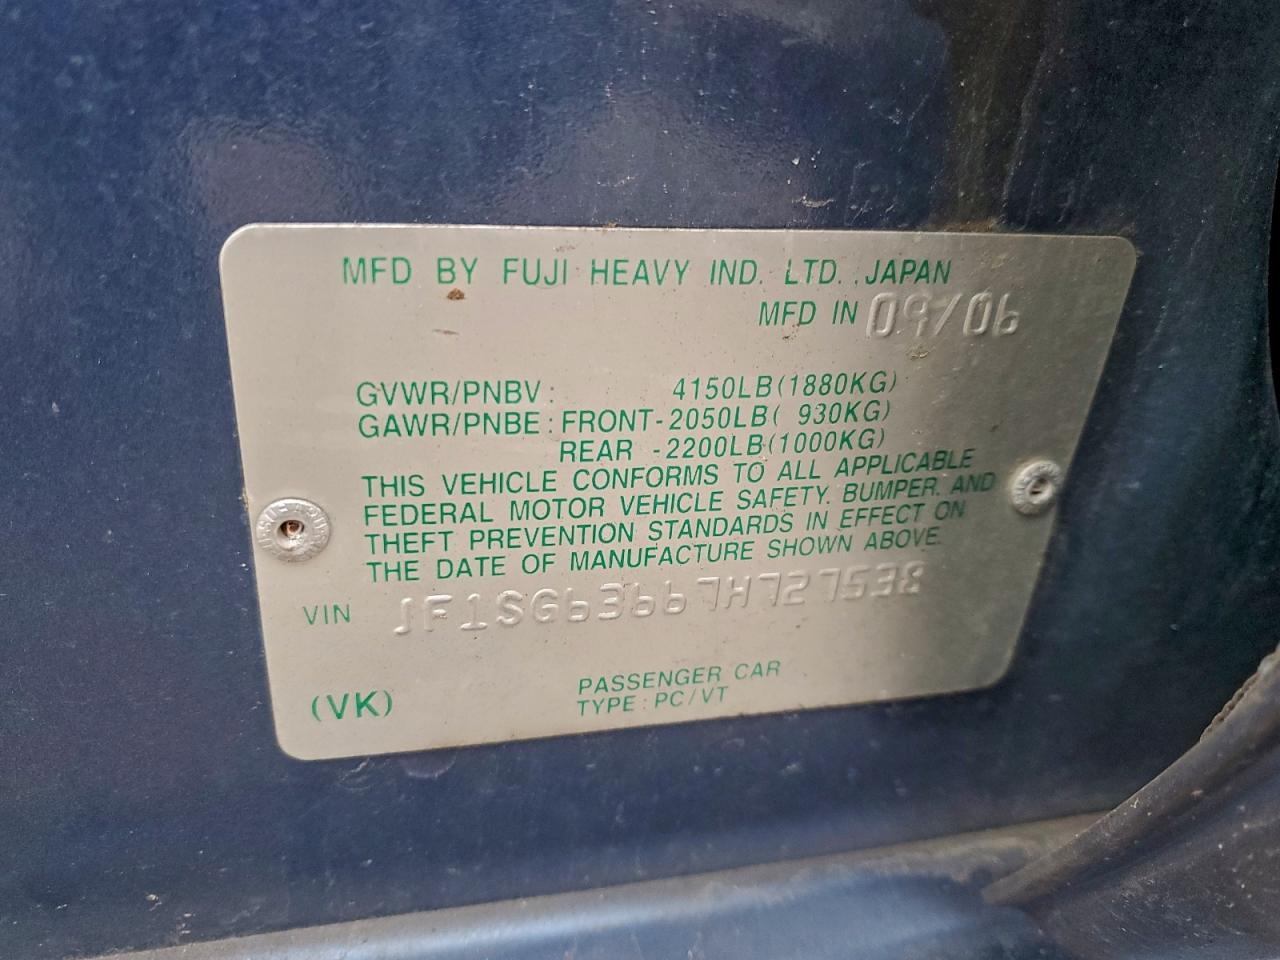 MFD BY FUJI HEAVY IND. LTD., JAPAN
MFD IN 09/06
GVWR/PNBV: 4150LB(1880KG)
GAWR/PNBE: FRONT-2050LB( 930KG)
REAR -2200LB(1000KG)
THIS VEHICLE CONFORMS TO ALL APPLICABLE
FEDERAL MOTOR VEHICLE SAFETY, BUMPER, AND
THEFT PREVENTION STANDARDS IN EFFECT ON
THE DATE OF MANUFACTURE SHOWN ABOVE.
VIN JF1SG63667H727538
PASSENGER CAR
(VK) TYPE: PC/VT